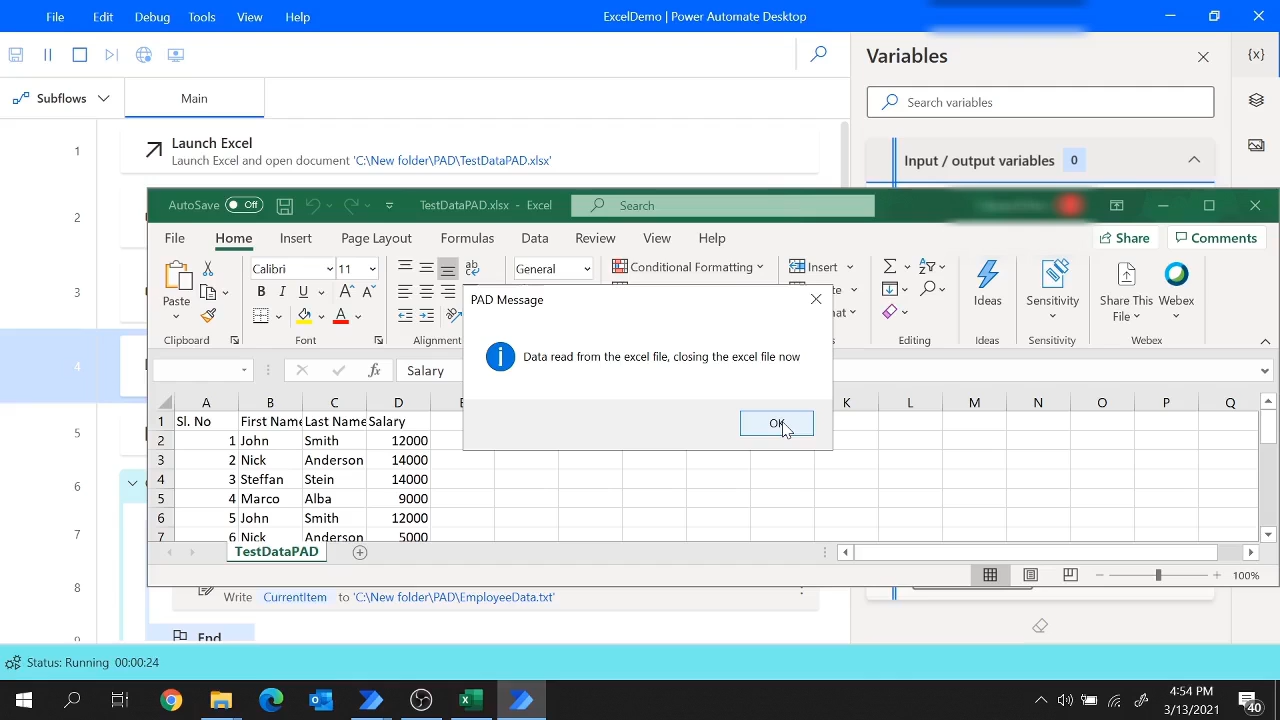 File Edit Debug Tools View Help ExcelDemo | Power Automate Desktop
Subflows Main
Variables
{x}
Search variables
Input / output variables 0
1 Launch Excel
Launch Excel and open document 'C:\New folder\PAD\TestDataPAD.xlsx'
2
3
4
5
6
7
8
AutoSave Off TestDataPAD.xlsx - Excel Search
File Home Insert Page Layout Formulas Data Review View Help Share Comments
Paste Calibri 11 General Conditional Formatting Insert Ideas Sensitivity Share This File Webex
B I U A A A
Clipboard Font Alignment Editing Ideas Sensitivity Webex
PAD Message
Data read from the excel file, closing the excel file now
OK
fx Salary
A B C D K L M N O P Q
1 Sl. No First Name Last Name Salary
2 1 John Smith 12000
3 2 Nick Anderson 14000
4 3 Steffan Stein 14000
5 4 Marco Alba 9000
6 5 John Smith 12000
7 6 Nick Anderson 5000
TestDataPAD
100%
Write CurrentItem to 'C:\New folder\PAD\EmployeeData.txt'
End
Status: Running 00:00:24
4:54 PM
3/13/2021
40